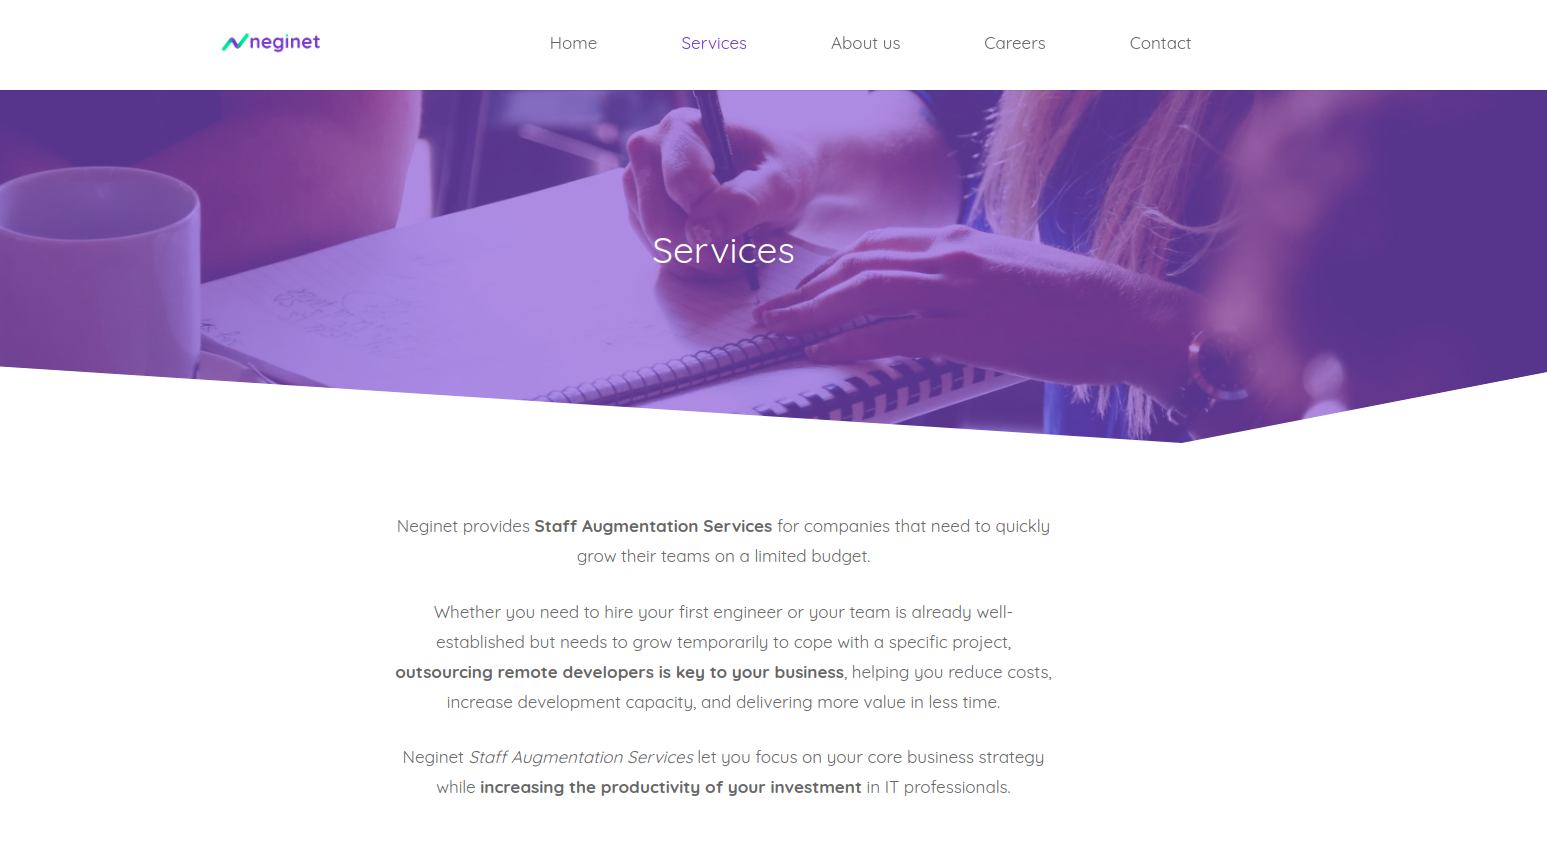 neginet
Home
Services
About us
Careers
Contact
Services
Neginet provides Staff Augmentation Services for companies that need to quickly
grow their teams on a limited budget.
Whether you need to hire your first engineer or your team is already well-
established but needs to grow temporarily to cope with a specific project,
outsourcing remote developers is key to your business, helping you reduce costs,
increase development capacity, and delivering more value in less time.
Neginet Staff Augmentation Services let you focus on your core business strategy
while increasing the productivity of your investment in IT professionals.